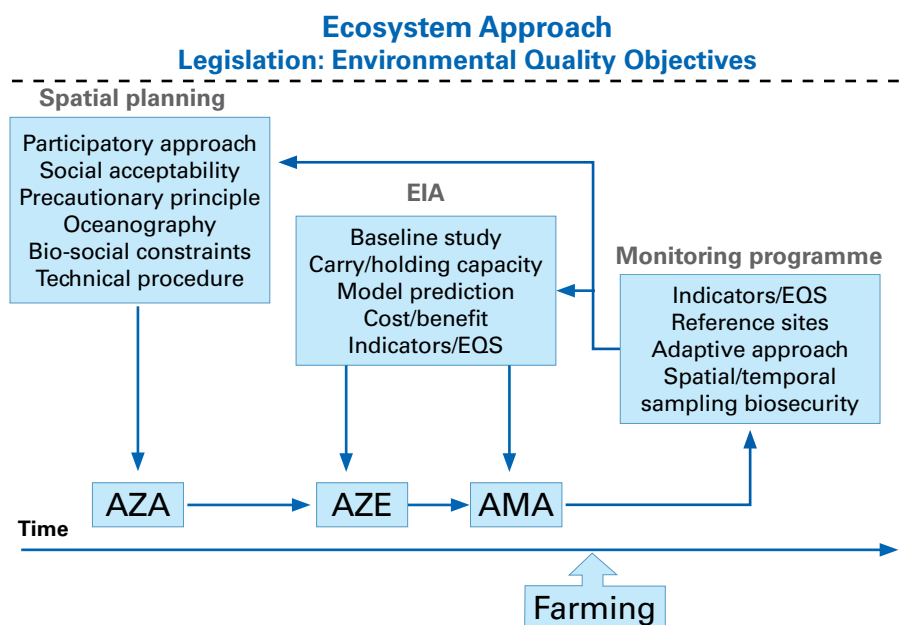 Ecosystem Approach
Legislation: Environmental Quality Objectives
Spatial planning
Participatory approach
Social acceptability
Precautionary principle
Oceanography
Bio-social constraints
Technical procedure
EIA
Baseline study
Carry/holding capacity
Model prediction
Cost/benefit
Indicators/EQS
Monitoring programme
Indicators/EQS
Reference sites
Adaptive approach
Spatial/temporal
sampling biosecurity
AZA
AZE
AMA
Time
Farming